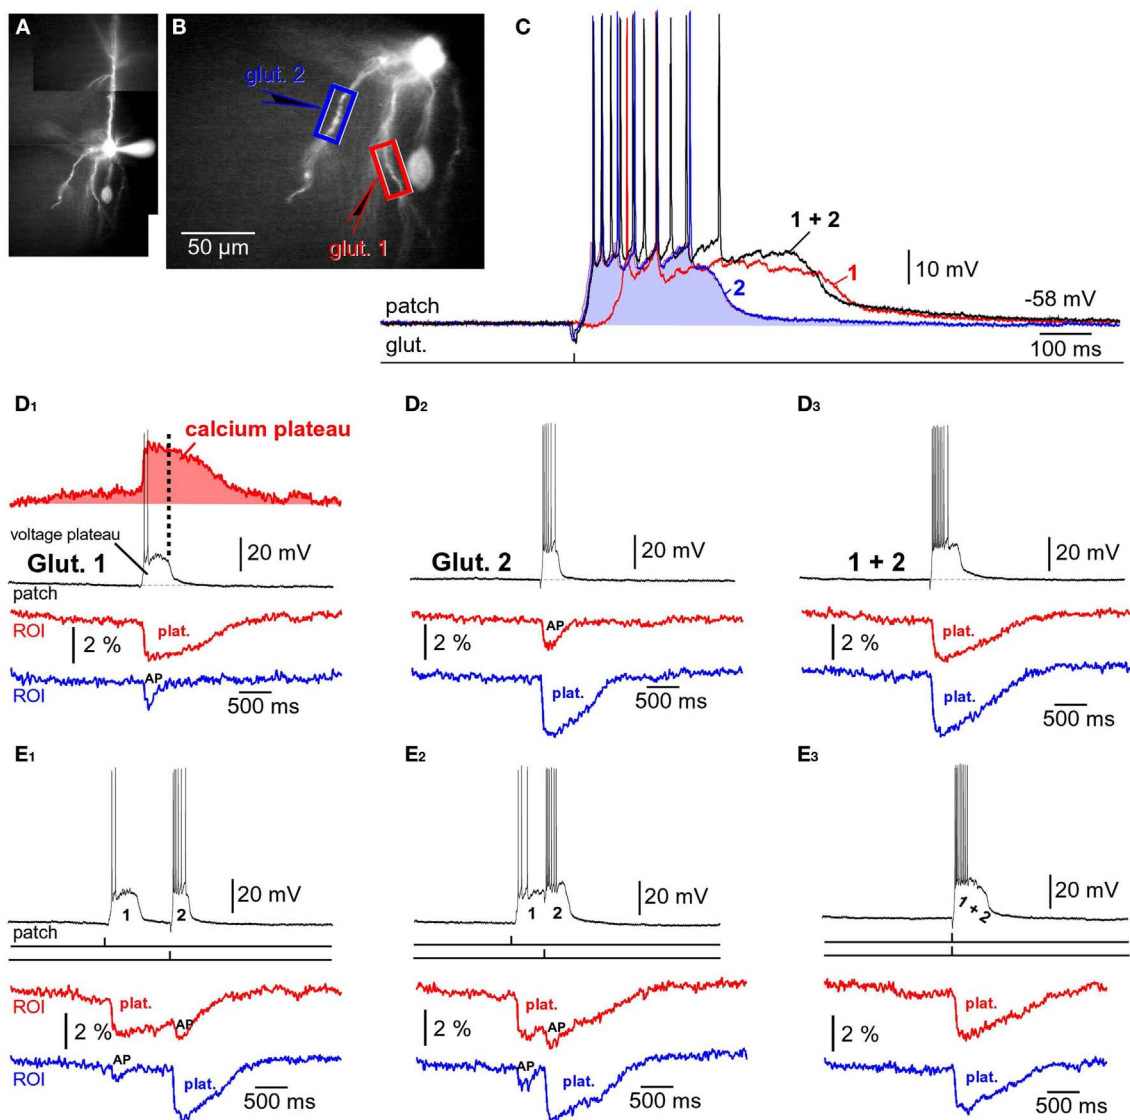 A
B
C
glut. 2
glut. 1
50 µm
1 + 2
1
2
10 mV
-58 mV
patch
glut.
100 ms
D1
D2
D3
calcium plateau
voltage plateau
Glut. 1
20 mV
patch
ROI
2 %
plat.
AP
ROI
500 ms
Glut. 2
20 mV
AP
2 %
plat.
500 ms
1 + 2
20 mV
plat.
2 %
plat.
500 ms
E1
E2
E3
1
2
20 mV
patch
ROI
plat.
AP
2 %
AP
ROI
plat.
500 ms
1
2
20 mV
plat.
AP
2 %
AP
plat.
500 ms
1 + 2
20 mV
plat.
2 %
plat.
500 ms